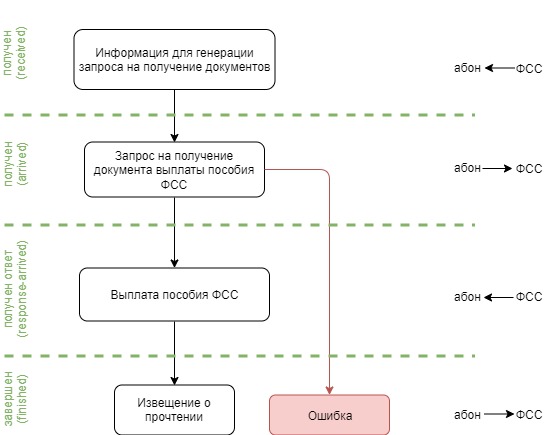 получен
(received)
Информация для генерации
запроса на получение документов
абон
ФСС
получен
(arrived)
Запрос на получение
документа выплаты пособия
ФСС
абон
ФСС
получен ответ
(response-arrived)
Выплата пособия ФСС
абон
ФСС
завершен
(finished)
Извещение о
прочтении
Ошибка
абон
ФСС